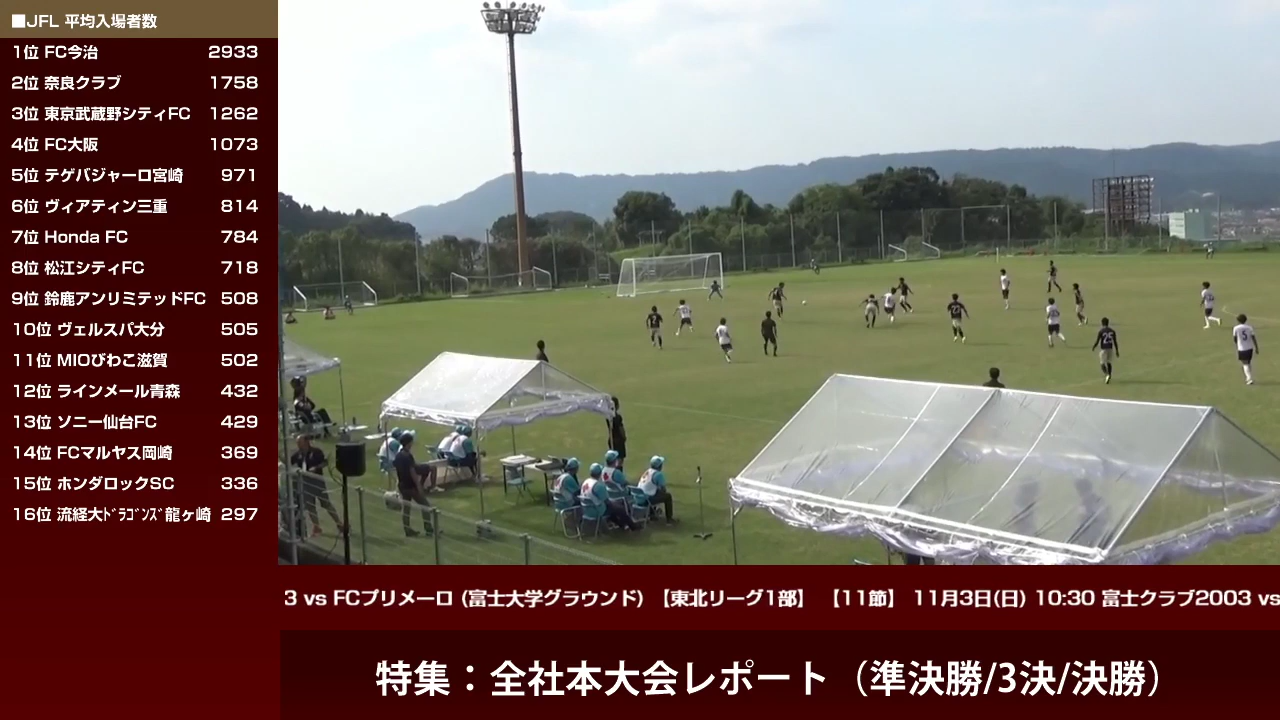 ■JFL 平均入場者数
1位 FC今治 2933
2位 奈良クラブ 1758
3位 東京武蔵野シティFC 1262
4位 FC大阪 1073
5位 テゲバジャーロ宮崎 971
6位 ヴィアティン三重 814
7位 Honda FC 784
8位 松江シティFC 718
9位 鈴鹿アンリミテッドFC 508
10位 ヴェルスパ大分 505
11位 MIOびわこ滋賀 502
12位 ラインメール青森 432
13位 ソニー仙台FC 429
14位 FCマルヤス岡崎 369
15位 ホンダロックSC 336
16位 流経大ﾄﾞﾗｺﾞﾝｽﾞ龍ヶ崎 297
3 vs FCプリメーロ (富士大学グラウンド) 【東北リーグ1部】 【11節】 11月3日(日) 10:30 富士クラブ2003 vs
特集：全社本大会レポート（準決勝/3決/決勝）